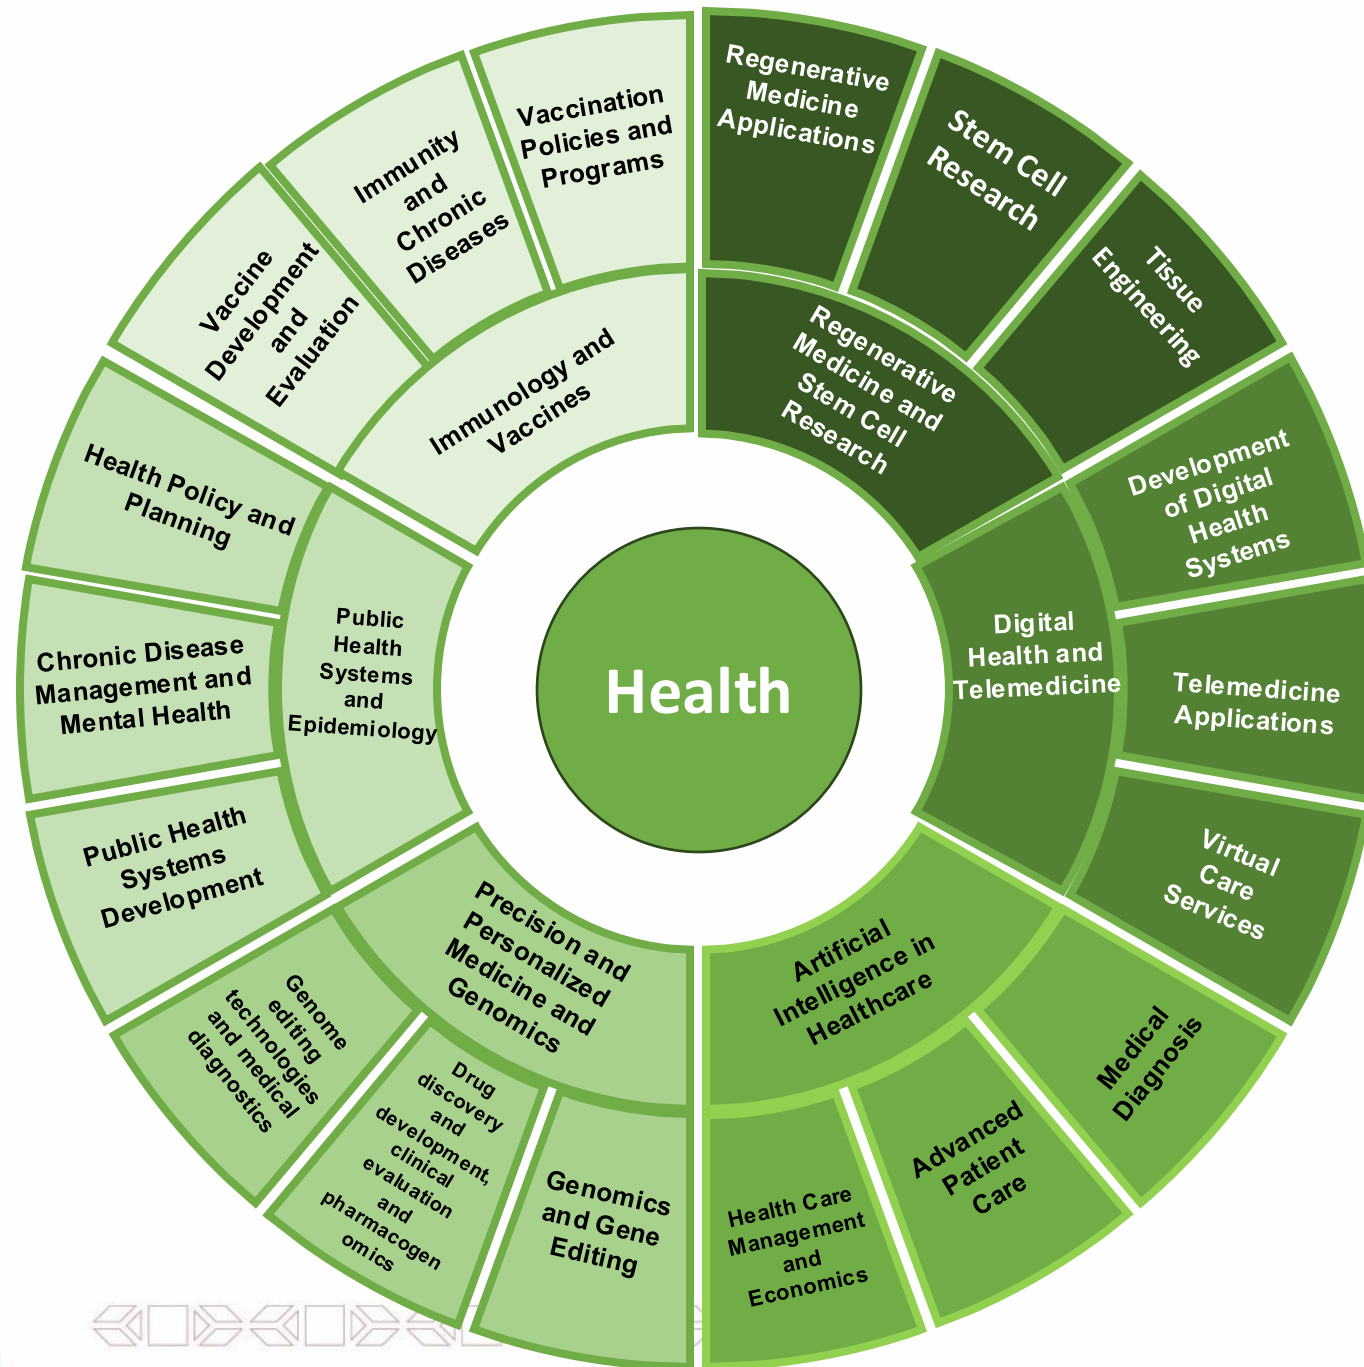 Health
Regenerative
Medicine and
Stem Cell
Research
Regenerative
Medicine
Applications
Stem Cell
Research
Tissue
Engineering
Digital
Health and
Telemedicine
Development
of Digital
Health
Systems
Telemedicine
Applications
Virtual
Care
Services
Artificial
Intelligence in
Healthcare
Medical
Diagnosis
Advanced
Patient
Care
Health Care
Management
and
Economics
Precision and
Personalized
Medicine and
Genomics
Genomics
and Gene
Editing
Drug
discovery
and
development,
clinical
evaluation
and
pharmacogen
omics
Genome
editing
technologies
and medical
diagnostics
Public
Health
Systems
and
Epidemiology
Public Health
Systems
Development
Chronic Disease
Management and
Mental Health
Health Policy and
Planning
Immunology and
Vaccines
Vaccine
Development
and
Evaluation
Immunity
and
Chronic
Diseases
Vaccination
Policies and
Programs